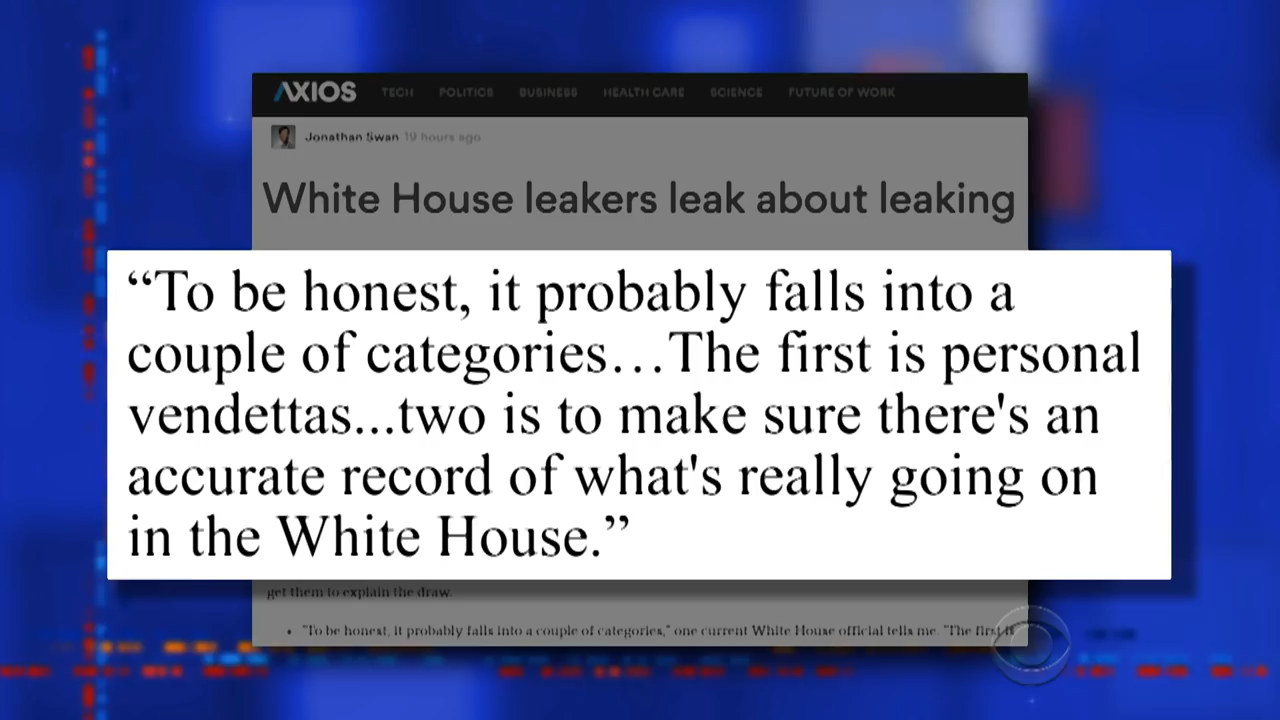 AXIOS TECH POLITICS BUSINESS HEALTH CARE SCIENCE FUTURE OF WORK
Jonathan Swan 19 hours ago
White House leakers leak about leaking
“To be honest, it probably falls into a
couple of categories…The first is personal
vendettas...two is to make sure there's an
accurate record of what's really going on
in the White House.”
get them to explain the draw.
• "To be honest, it probably falls into a couple of categories," one current White House official tells me. "The first is